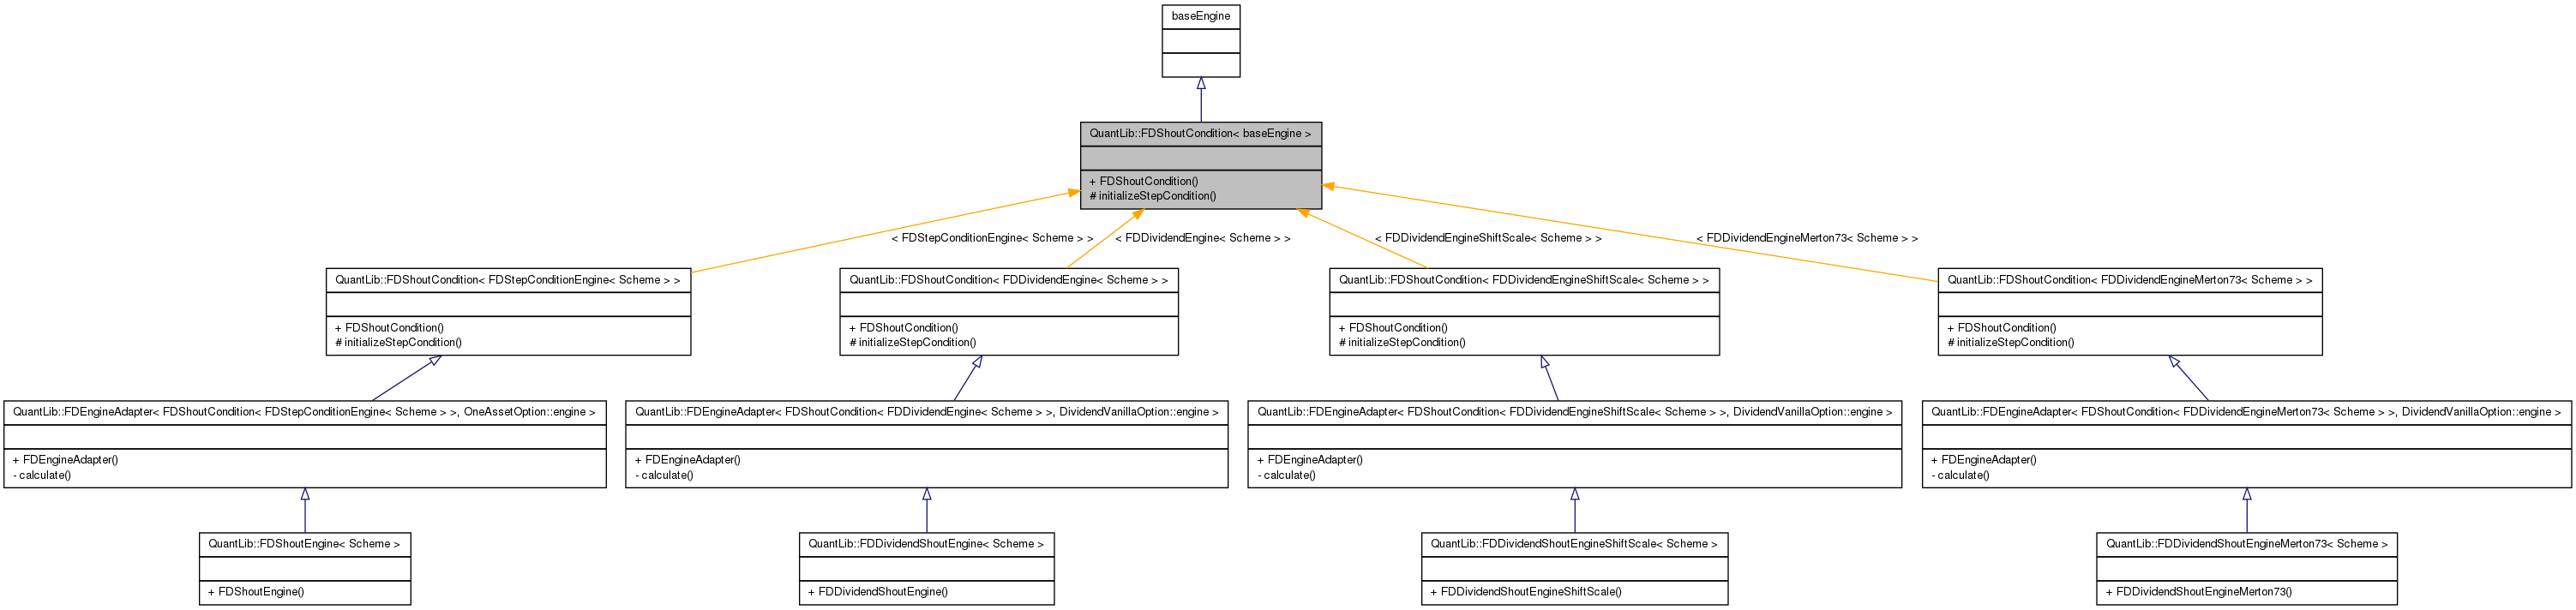 baseEngine
QuantLib::FDShoutCondition< baseEngine >
+ FDShoutCondition()
# initializeStepCondition()
< FDStepConditionEngine< Scheme > >
< FDDividendEngine< Scheme > >
< FDDividendEngineShiftScale< Scheme > >
< FDDividendEngineMerton73< Scheme > >
QuantLib::FDShoutCondition< FDStepConditionEngine< Scheme > >
+ FDShoutCondition()
# initializeStepCondition()
QuantLib::FDShoutCondition< FDDividendEngine< Scheme > >
+ FDShoutCondition()
# initializeStepCondition()
QuantLib::FDShoutCondition< FDDividendEngineShiftScale< Scheme > >
+ FDShoutCondition()
# initializeStepCondition()
QuantLib::FDShoutCondition< FDDividendEngineMerton73< Scheme > >
+ FDShoutCondition()
# initializeStepCondition()
QuantLib::FDEngineAdapter< FDShoutCondition< FDStepConditionEngine< Scheme > >, OneAssetOption::engine >
+ FDEngineAdapter()
- calculate()
QuantLib::FDEngineAdapter< FDShoutCondition< FDDividendEngine< Scheme > >, DividendVanillaOption::engine >
+ FDEngineAdapter()
- calculate()
QuantLib::FDEngineAdapter< FDShoutCondition< FDDividendEngineShiftScale< Scheme > >, DividendVanillaOption::engine >
+ FDEngineAdapter()
- calculate()
QuantLib::FDEngineAdapter< FDShoutCondition< FDDividendEngineMerton73< Scheme > >, DividendVanillaOption::engine >
+ FDEngineAdapter()
- calculate()
QuantLib::FDShoutEngine< Scheme >
+ FDShoutEngine()
QuantLib::FDDividendShoutEngine< Scheme >
+ FDDividendShoutEngine()
QuantLib::FDDividendShoutEngineShiftScale< Scheme >
+ FDDividendShoutEngineShiftScale()
QuantLib::FDDividendShoutEngineMerton73< Scheme >
+ FDDividendShoutEngineMerton73()